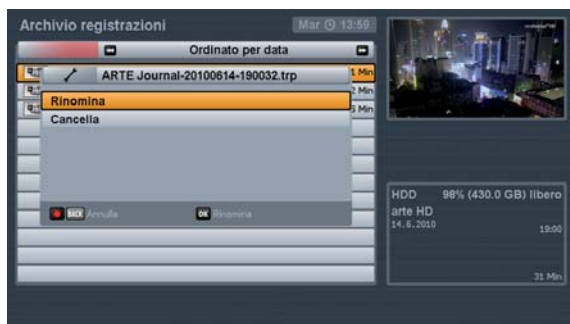 Archivio registrazioni
Mar 13:59
Ordinato per data
ARTE Journal-20100614-190032.trp
1 Min
2 Min
3 Min
Rinomina
Cancella
BACK Annulla
OK Rinomina
HDD 98% (430.0 GB) libero
arte HD
14.6.2010
19:00
31 Min